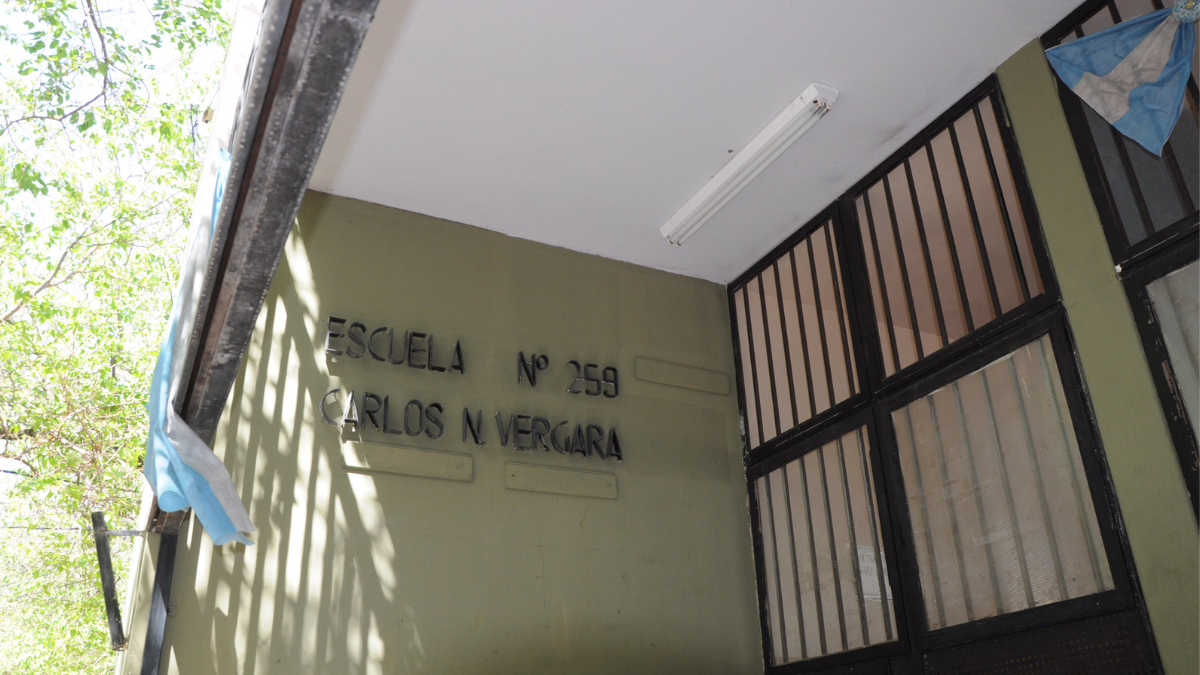 ESCUELA Nº 259
CARLOS N. VERGARA